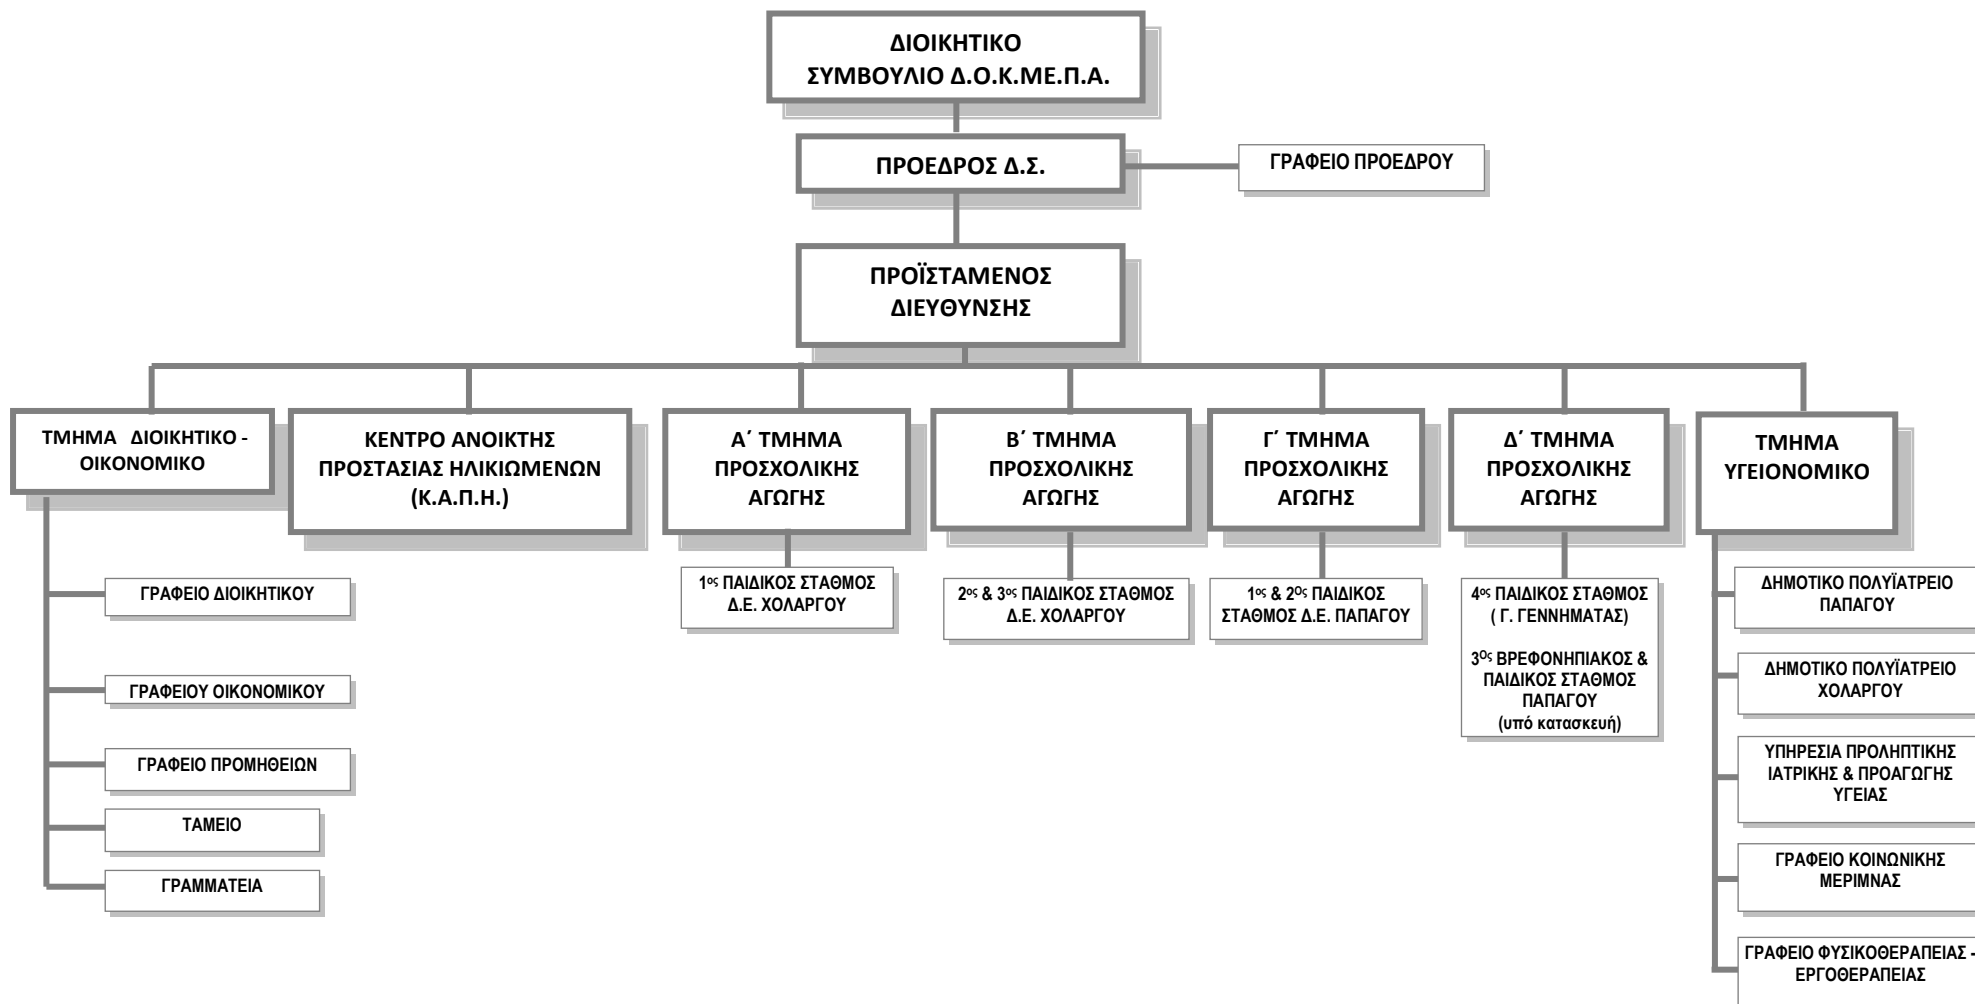 ΔΙΟΙΚΗΤΙΚΟ
ΣΥΜΒΟΥΛΙΟ Δ.Ο.Κ.ΜΕ.Π.Α.
ΠΡΟΕΔΡΟΣ Δ.Σ.
ΓΡΑΦΕΙΟ ΠΡΟΕΔΡΟΥ
ΠΡΟΪΣΤΑΜΕΝΟΣ
ΔΙΕΥΘΥΝΣΗΣ
ΤΜΗΜΑ ΔΙΟΙΚΗΤΙΚΟ -
ΟΙΚΟΝΟΜΙΚΟ
ΚΕΝΤΡΟ ΑΝΟΙΚΤΗΣ
ΠΡΟΣΤΑΣΙΑΣ ΗΛΙΚΙΩΜΕΝΩΝ
(Κ.Α.Π.Η.)
Α΄ ΤΜΗΜΑ
ΠΡΟΣΧΟΛΙΚΗΣ
ΑΓΩΓΗΣ
Β΄ ΤΜΗΜΑ
ΠΡΟΣΧΟΛΙΚΗΣ
ΑΓΩΓΗΣ
Γ΄ ΤΜΗΜΑ
ΠΡΟΣΧΟΛΙΚΗΣ
ΑΓΩΓΗΣ
Δ΄ ΤΜΗΜΑ
ΠΡΟΣΧΟΛΙΚΗΣ
ΑΓΩΓΗΣ
ΤΜΗΜΑ
ΥΓΕΙΟΝΟΜΙΚΟ
ΓΡΑΦΕΙΟ ΔΙΟΙΚΗΤΙΚΟΥ
ΓΡΑΦΕΙΟΥ ΟΙΚΟΝΟΜΙΚΟΥ
ΓΡΑΦΕΙΟ ΠΡΟΜΗΘΕΙΩΝ
ΤΑΜΕΙΟ
ΓΡΑΜΜΑΤΕΙΑ
1ος ΠΑΙΔΙΚΟΣ ΣΤΑΘΜΟΣ
Δ.Ε. ΧΟΛΑΡΓΟΥ
2ος & 3ος ΠΑΙΔΙΚΟΣ ΣΤΑΘΜΟΣ
Δ.Ε. ΧΟΛΑΡΓΟΥ
1ος & 2Ος ΠΑΙΔΙΚΟΣ
ΣΤΑΘΜΟΣ Δ.Ε. ΠΑΠΑΓΟΥ
4ος ΠΑΙΔΙΚΟΣ ΣΤΑΘΜΟΣ
( Γ. ΓΕΝΝΗΜΑΤΑΣ)
3Ος ΒΡΕΦΟΝΗΠΙΑΚΟΣ &
ΠΑΙΔΙΚΟΣ ΣΤΑΘΜΟΣ
ΠΑΠΑΓΟΥ
(υπό κατασκευή)
ΔΗΜΟΤΙΚΟ ΠΟΛΥΪΑΤΡΕΙΟ
ΠΑΠΑΓΟΥ
ΔΗΜΟΤΙΚΟ ΠΟΛΥΪΑΤΡΕΙΟ
ΧΟΛΑΡΓΟΥ
ΥΠΗΡΕΣΙΑ ΠΡΟΛΗΠΤΙΚΗΣ
ΙΑΤΡΙΚΗΣ & ΠΡΟΑΓΩΓΗΣ
ΥΓΕΙΑΣ
ΓΡΑΦΕΙΟ ΚΟΙΝΩΝΙΚΗΣ
ΜΕΡΙΜΝΑΣ
ΓΡΑΦΕΙΟ ΦΥΣΙΚΟΘΕΡΑΠΕΙΑΣ -
ΕΡΓΟΘΕΡΑΠΕΙΑΣ